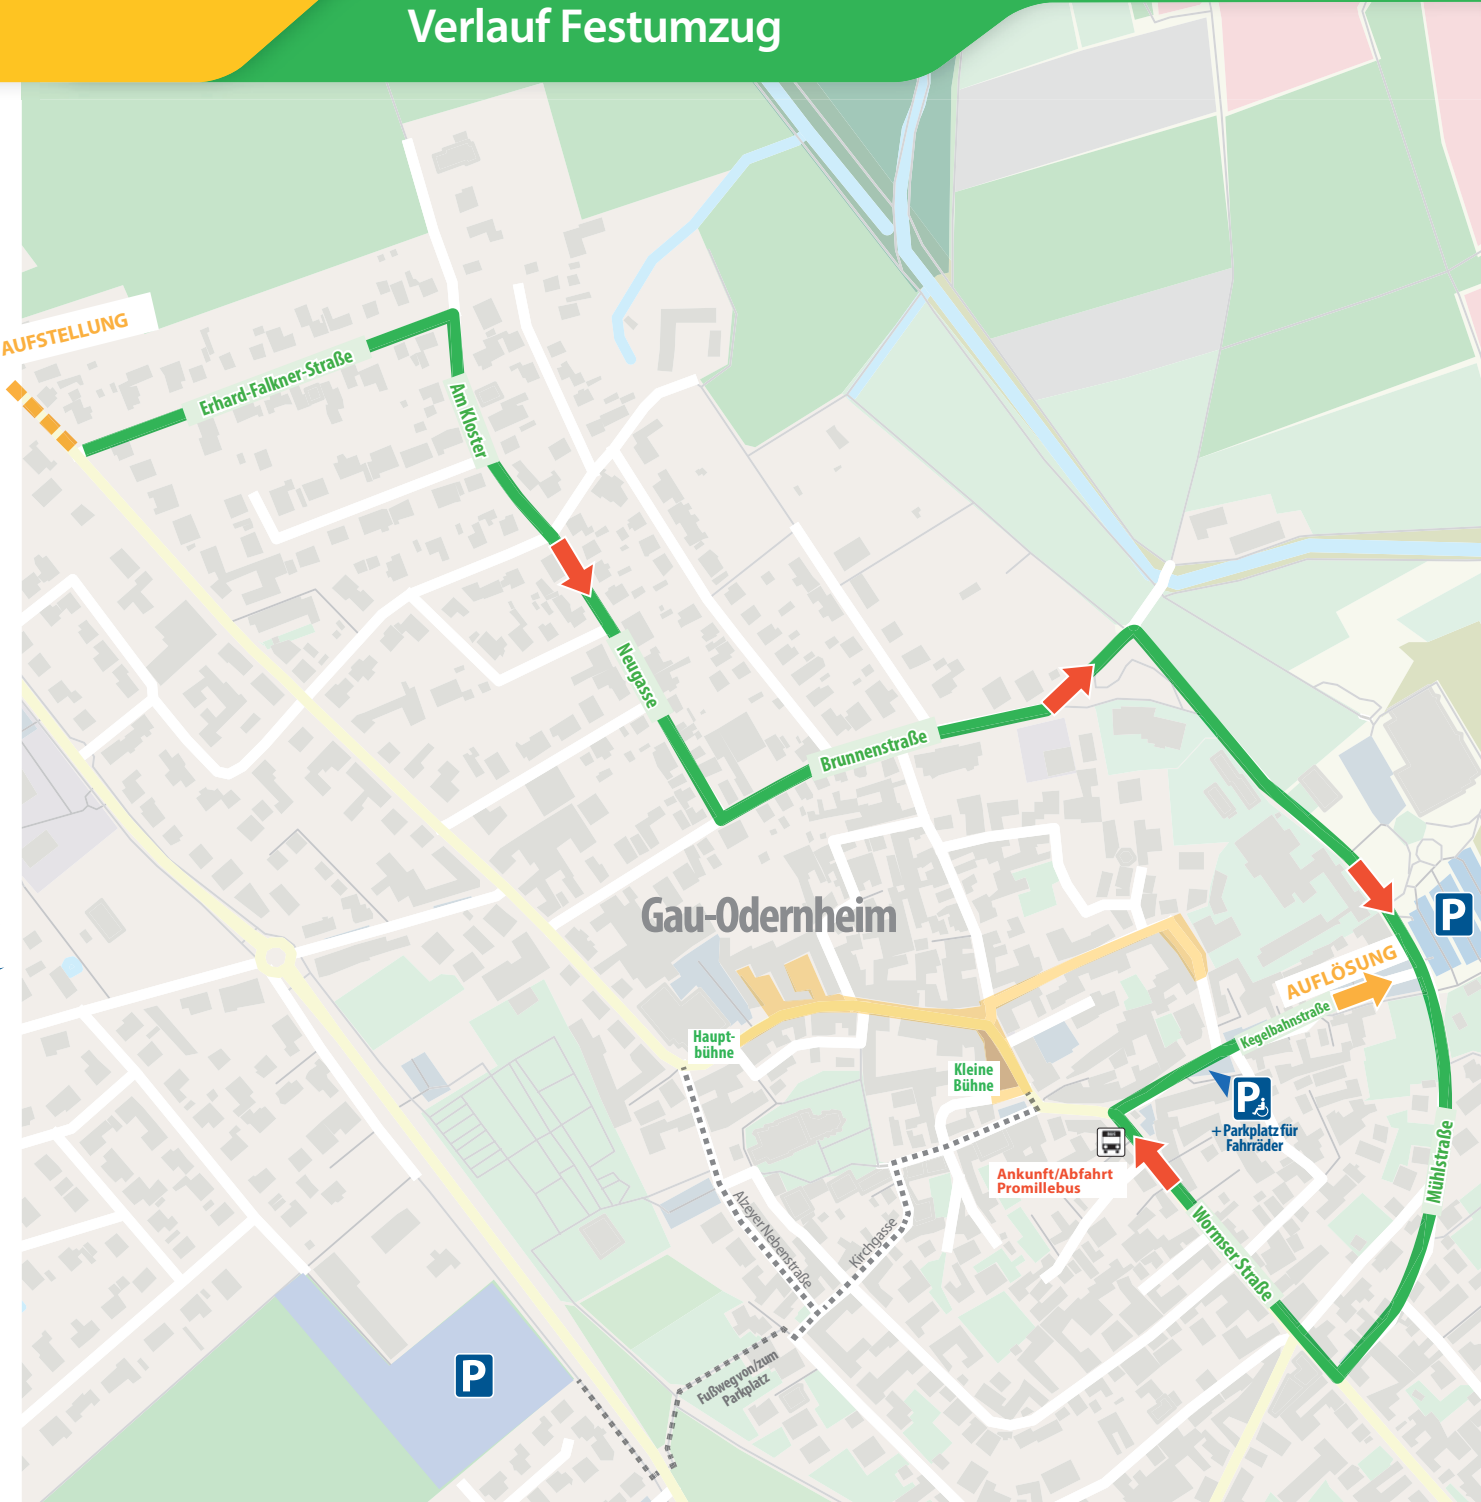 Verlauf Festumzug
AUFSTELLUNG
Erhard-Falkner-Straße
Am Kloster
Neugasse
Brunnenstraße
Gau-Odernheim
P
AUFLÖSUNG
Kegelbahnstraße
Haupt-
bühne
Kleine
Bühne
P
+Parkplatz für
Fahrräder
Ankunft/Abfahrt
Promillebus
Mühlstraße
Wormser Straße
Alzeyer Nebenstraße
Kirchgasse
Fußweg von/zum
Parkplatz
P